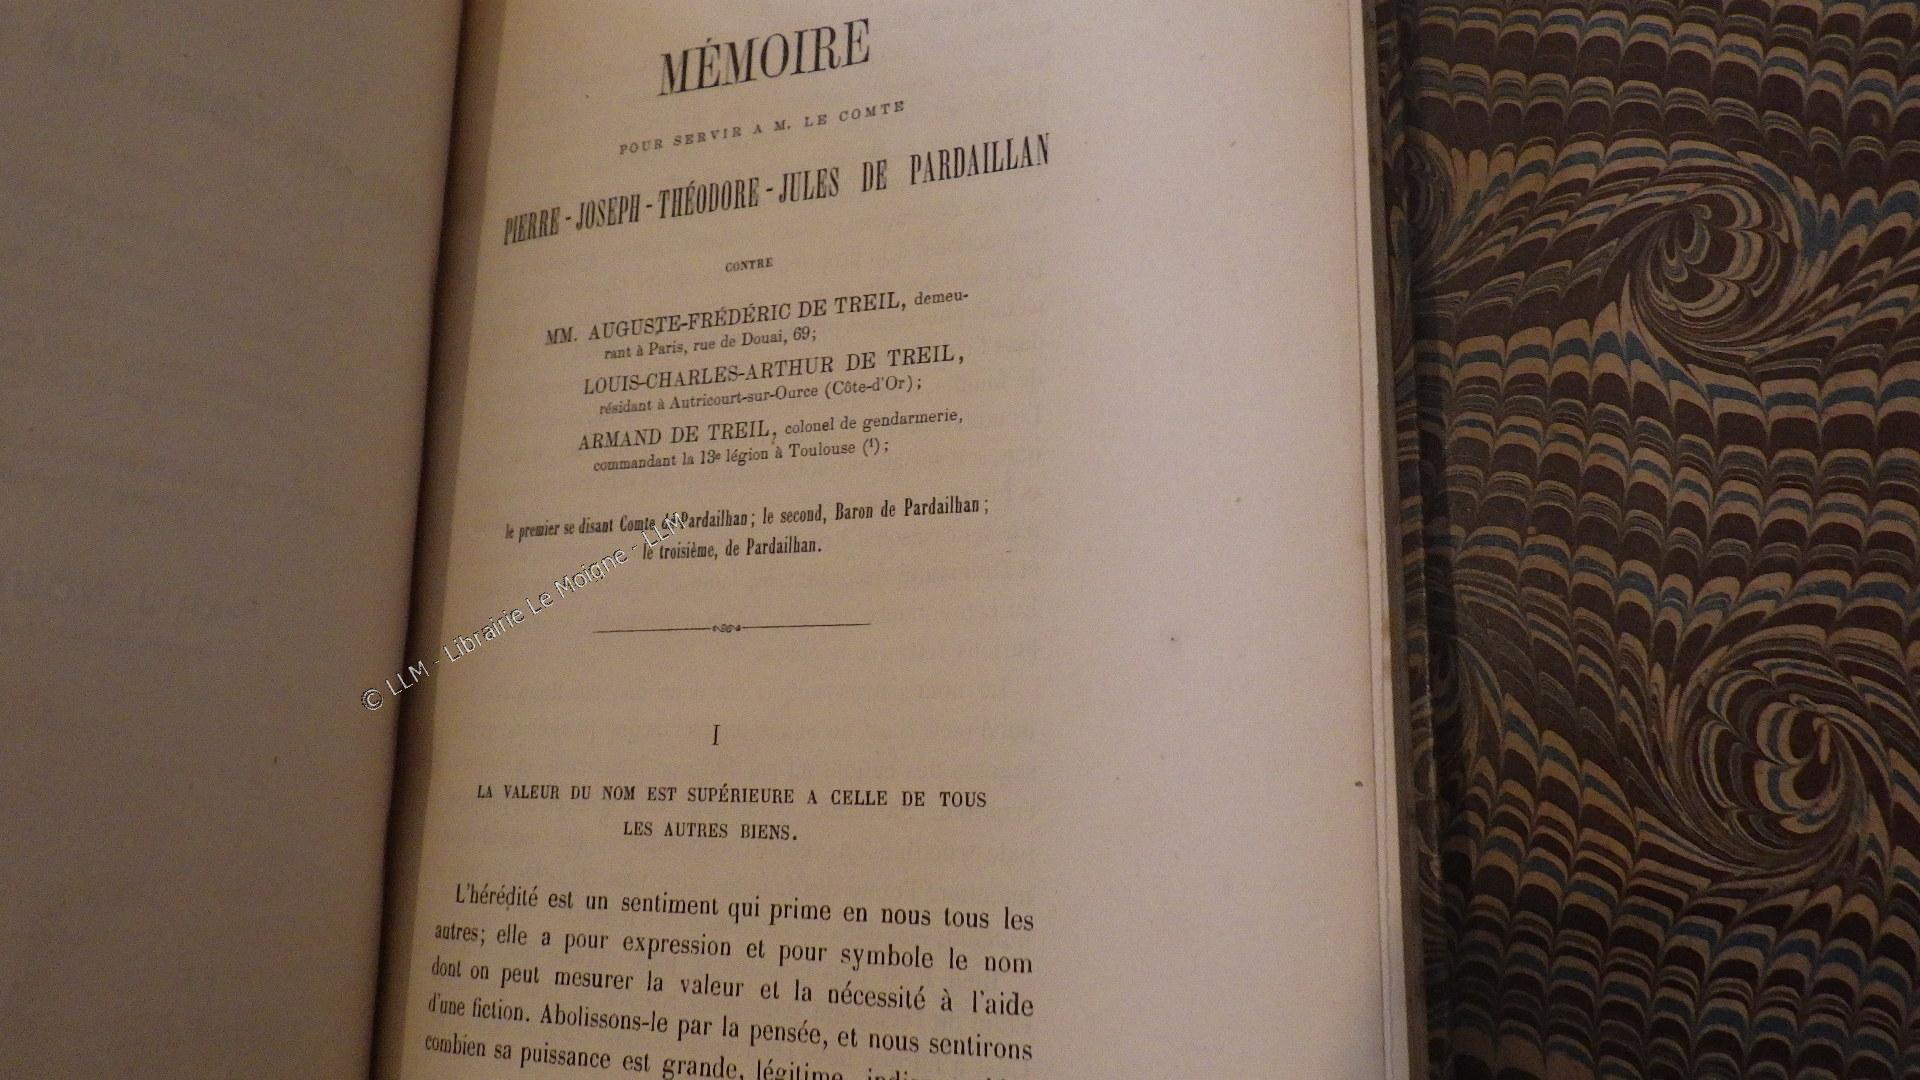 MÉMOIRE
POUR SERVIR A M. LE COMTE
PIERRE-JOSEPH-THÉODORE-JULES DE PARDAILLAN
CONTRE
MM. AUGUSTE-FRÉDÉRIC DE TREIL, demeu-
rant à Paris, rue de Douai, 69;
LOUIS-CHARLES-ARTHUR DE TREIL,
résidant à Autricourt-sur-Ource (Côte-d'Or);
ARMAND DE TREIL, colonel de gendarmerie,
commandant la 13e légion à Toulouse (1);
le premier se disant Comte de Pardailhan; le second, Baron de Pardailhan;
le troisième, de Pardailhan.
© LLM - Librairie Le Moigne - LLM
I
LA VALEUR DU NOM EST SUPÉRIEURE A CELLE DE TOUS
LES AUTRES BIENS.
L'hérédité est un sentiment qui prime en nous tous les
autres; elle a pour expression et pour symbole le nom
dont on peut mesurer la valeur et la nécessité à l'aide
d'une fiction. Abolissons-le par la pensée, et nous sentirons
combien sa puissance est grande, légitime,